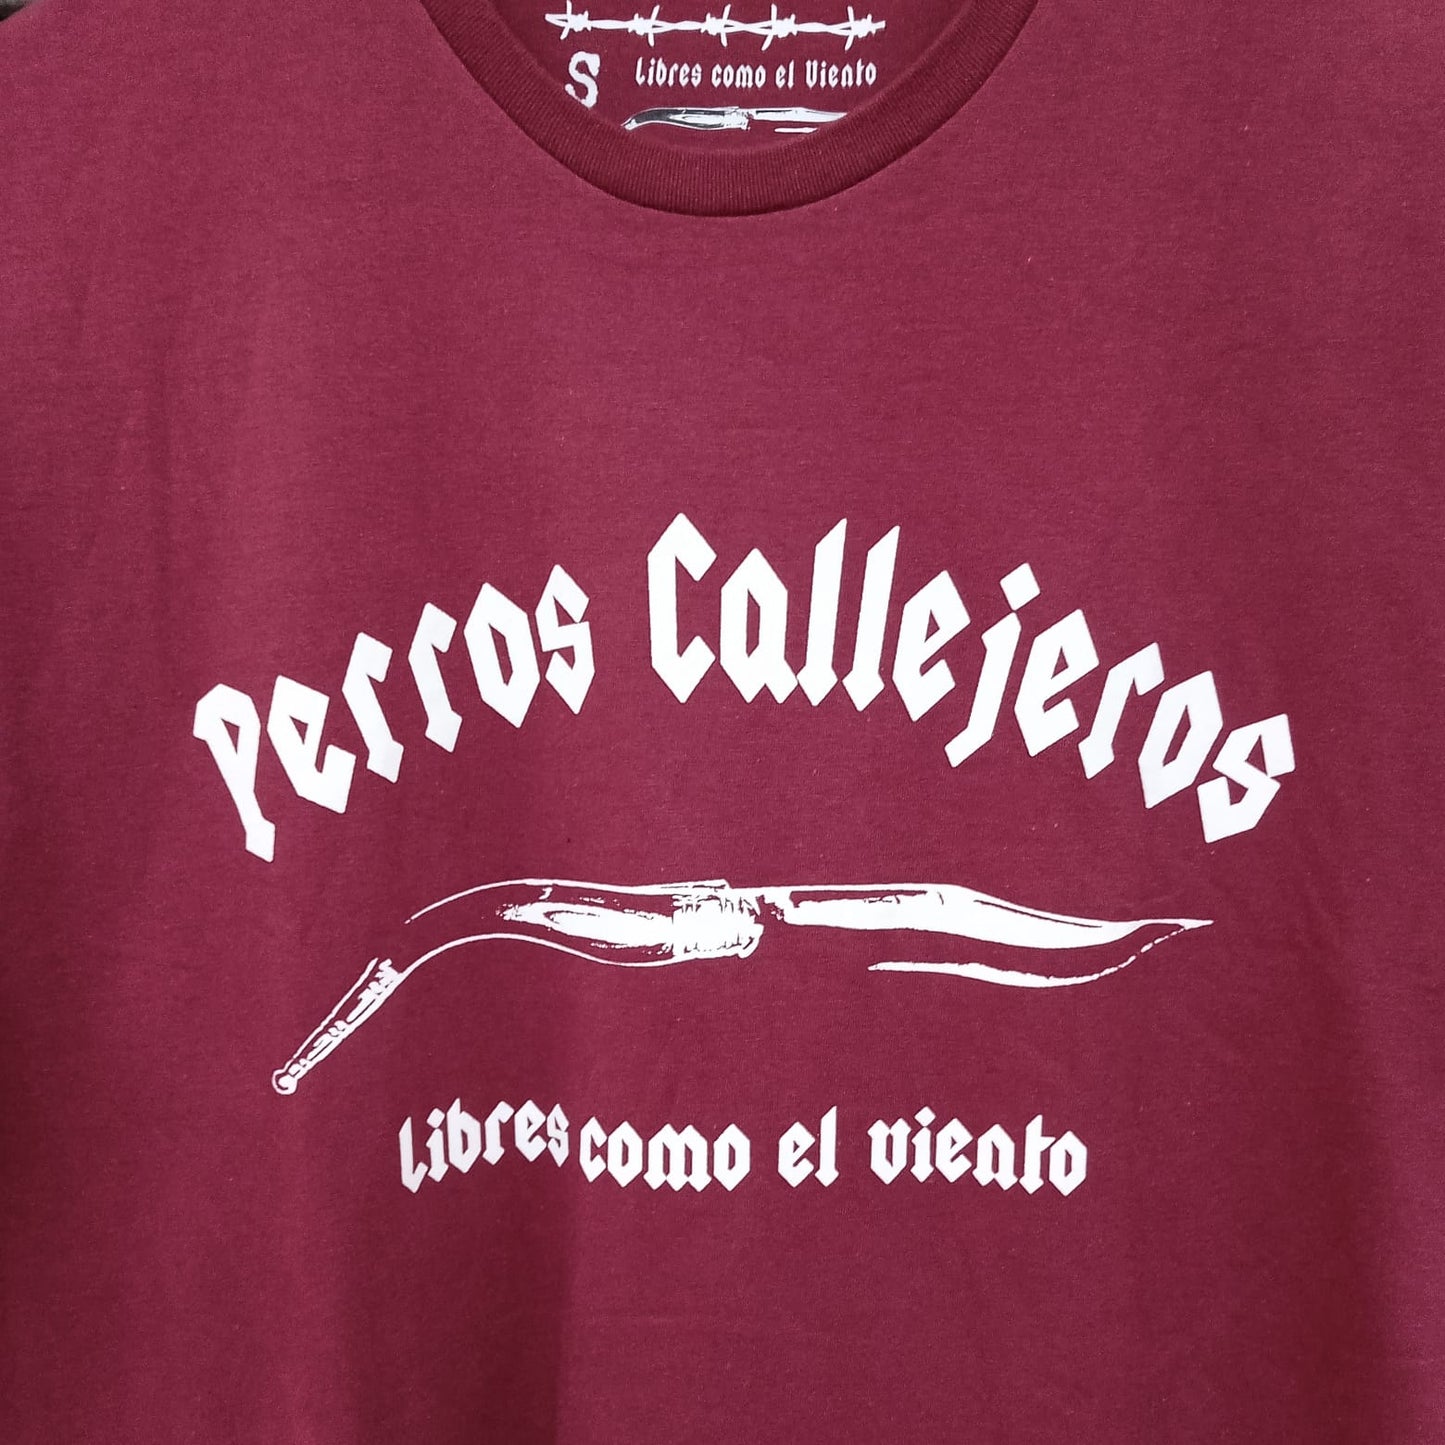 S
Libres como el Viento
Perros Callejeros
Libres como el viento